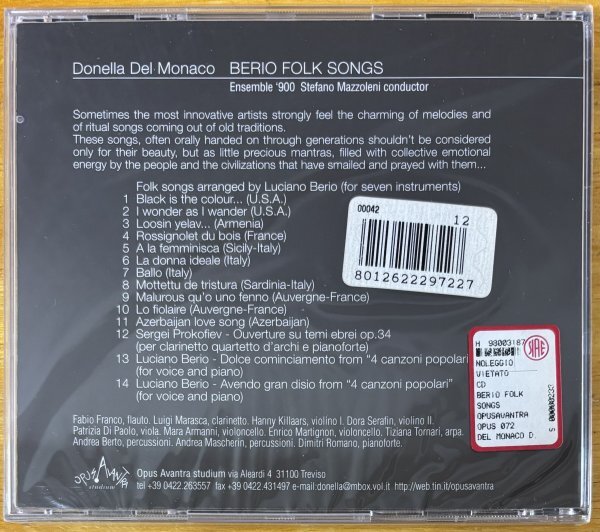 Donella Del Monaco BERIO FOLK SONGS
Ensemble '900 Stefano Mazzoleni conductor
Sometimes the most innovative artists strongly feel the charming of melodies and
of ritual songs coming out of old traditions.
These songs, often orally handed on through generations shouldn't be considered
only for their beauty, but as little precious mantras, filled with collective emotional
energy by the people and the civilizations that have smailed and prayed with them...
Folk songs arranged by Luciano Berio (for seven instruments)
1 Black is the colour... (U.S.A.)
2 I wonder as I wander (U.S.A.)
3 Loosin yelav... (Armenia)
4 Rossignolet du bois (France)
5 A la femminisca (Sicily-Italy)
6 La donna ideale (Italy)
7 Ballo (Italy)
8 Mottettu de tristura (Sardinia-Italy)
9 Malurous qu'o uno fenno (Auvergne-France)
10 Lo fiolaire (Auvergne-France)
11 Azerbaijan love song (Azerbaijan)
12 Sergei Prokofiev - Ouverture su temi ebrei op.34
(per clarinetto quartetto d'archi e pianoforte)
13 Luciano Berio - Dolce cominciamento from "4 canzoni popolari"
(for voice and piano)
14 Luciano Berio - Avendo gran disio from "4 canzoni popolari"
(for voice and piano)
00042
12
8012622297227
H 98003187
NOLEGGIO
VIETATO
CD
BERIO FOLK
SONGS
OPUSAVANTRA
OPUS 072
DEL MONACO D.
S 00000233
Fabio Franco, flauto. Luigi Marasca, clarinetto. Hanny Killaars, violino I. Dora Serafin, violino II.
Patrizia Di Paolo, viola. Mara Armanni, violoncello. Enrico Martignon, violoncello, Tiziana Tornari, arpa.
Andrea Berto, percussioni. Andrea Mascherin, percussioni. Dimitri Romano, pianoforte.
OPUS AVANTRA
studium
Opus Avantra studium via Aleardi 4 31100 Treviso
tel +39 0422.263557 fax +39 0422.431497 e-mail:donella@mbox.vol.it http://web.tin.it/opusavantra